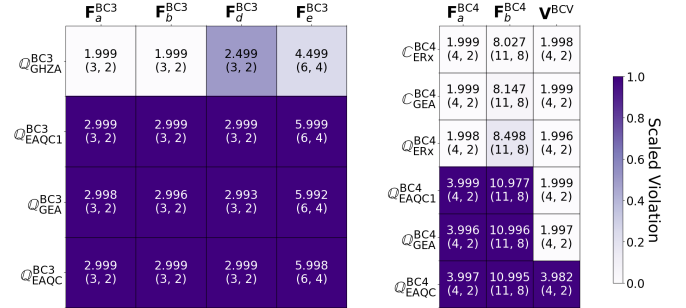 F_a^BC3 F_b^BC3 F_d^BC3 F_e^BC3
ℚ_GHZA^BC3 1.999 1.999 2.499 4.499
(3, 2) (3, 2) (3, 2) (6, 4)
ℚ_EAQC1^BC3 2.999 2.999 2.999 5.999
(3, 2) (3, 2) (3, 2) (6, 4)
ℚ_GEA^BC3 2.998 2.996 2.993 5.992
(3, 2) (3, 2) (3, 2) (6, 4)
ℚ_EAQC^BC3 2.999 2.999 2.999 5.998
(3, 2) (3, 2) (3, 2) (6, 4)
F_a^BC4 F_b^BC4 V^BCV
ℂ_ERx^BC4 1.999 8.027 1.998
(4, 2) (11, 8) (4, 2)
ℂ_GEA^BC4 1.999 8.147 1.999
(4, 2) (11, 8) (4, 2)
ℚ_ERx^BC4 1.998 8.498 1.996
(4, 2) (11, 8) (4, 2)
ℚ_EAQC1^BC4 3.999 10.977 1.999
(4, 2) (11, 8) (4, 2)
ℚ_GEA^BC4 3.996 10.996 1.997
(4, 2) (11, 8) (4, 2)
ℚ_EAQC^BC4 3.997 10.995 3.982
(4, 2) (11, 8) (4, 2)
1.0
0.8
0.6
0.4
0.2
0.0
Scaled Violation